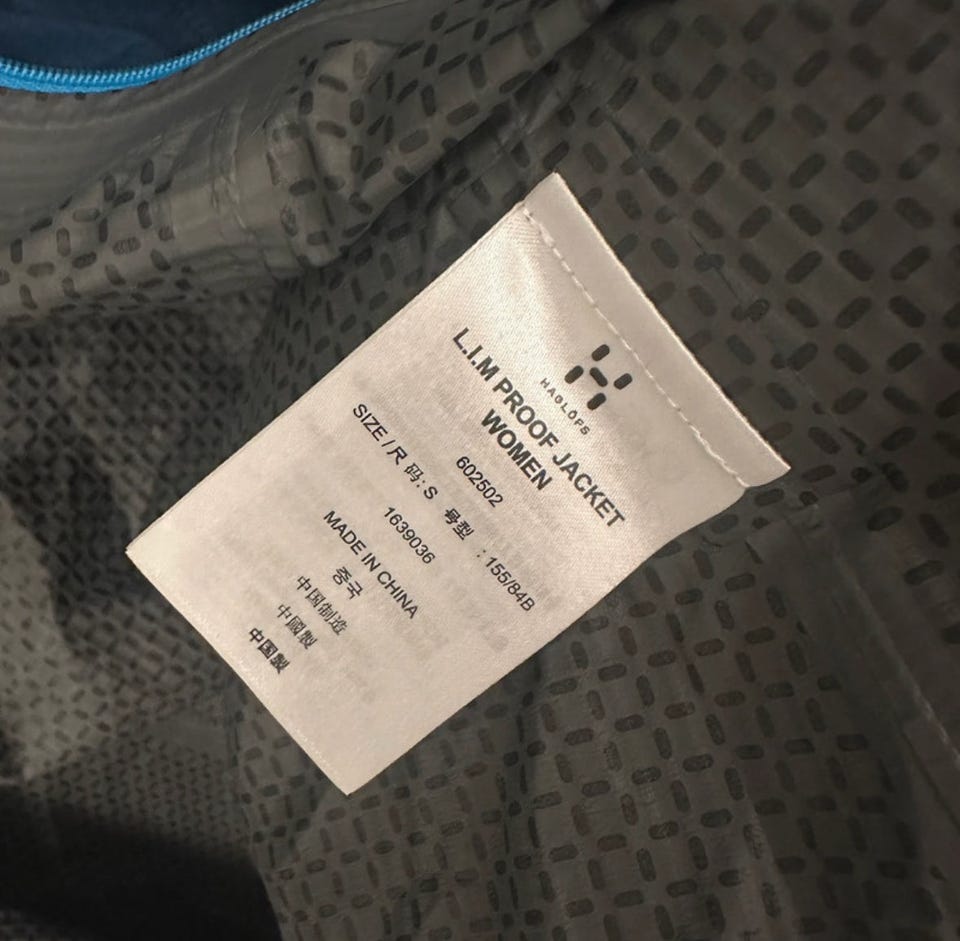 HAGLÖFS
L.I.M PROOF JACKET
WOMEN
602502
SIZE / 尺 码: S 号型 : 155/84B
1639036
MADE IN CHINA
중국
中国制造
中國製
中国製